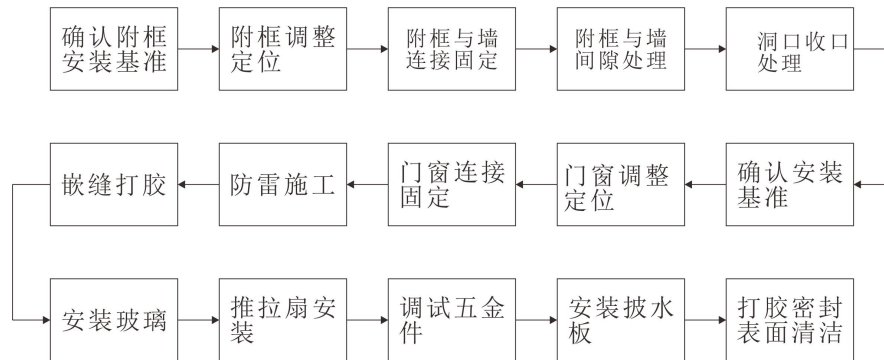 确认附框
安装基准
附框调整
定位
附框与墙
连接固定
附框与墙
间隙处理
洞口收口
处理
确认安装
基准
门窗调整
定位
门窗连接
固定
防雷施工
嵌缝打胶
安装玻璃
推拉扇安
装
调试五金
件
安装披水
板
打胶密封
表面清洁